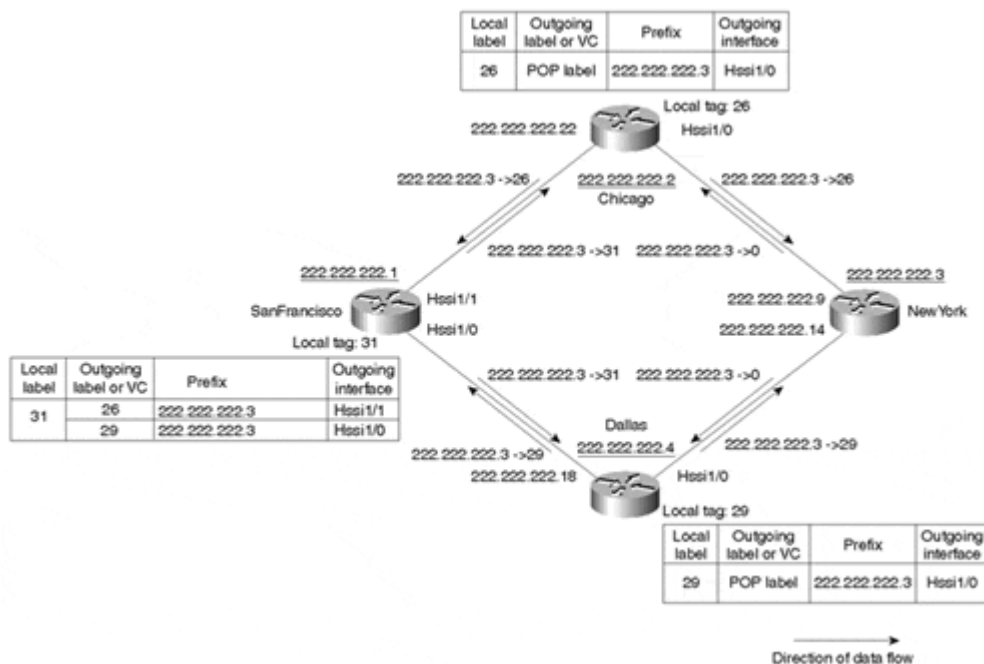 Local label Outgoing label or VC Prefix Outgoing interface
26 POP label 222.222.222.3 Hssi1/0
Local tag: 26
222.222.222.22 Hssi1/0
222.222.222.3 ->26 222.222.222.2 222.222.222.3 ->26
Chicago
222.222.222.3 ->31 222.222.222.3 ->0
222.222.222.1 222.222.222.3
Hssi1/1 222.222.222.9
SanFrancisco NewYork
Hssi1/0 222.222.222.14
Local tag: 31
Local label Outgoing label or VC Prefix Outgoing interface
31 26 222.222.222.3 Hssi1/1
29 222.222.222.3 Hssi1/0
222.222.222.3 ->31 222.222.222.3 ->0
Dallas
222.222.222.3 ->29 222.222.222.4 222.222.222.3 ->29
222.222.222.18 Hssi1/0
Local tag: 29
Local label Outgoing label or VC Prefix Outgoing interface
29 POP label 222.222.222.3 Hssi1/0
Direction of data flow